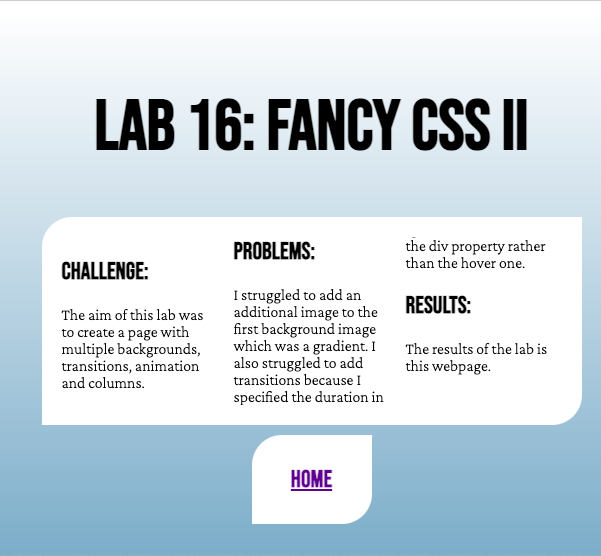 LAB 16: FANCY CSS II
CHALLENGE:
The aim of this lab was
to create a page with
multiple backgrounds,
transitions, animation
and columns.
PROBLEMS:
I struggled to add an
additional image to the
first background image
which was a gradient. I
also struggled to add
transitions because I
specified the duration in
the div property rather
than the hover one.
RESULTS:
The results of the lab is
this webpage.
HOME